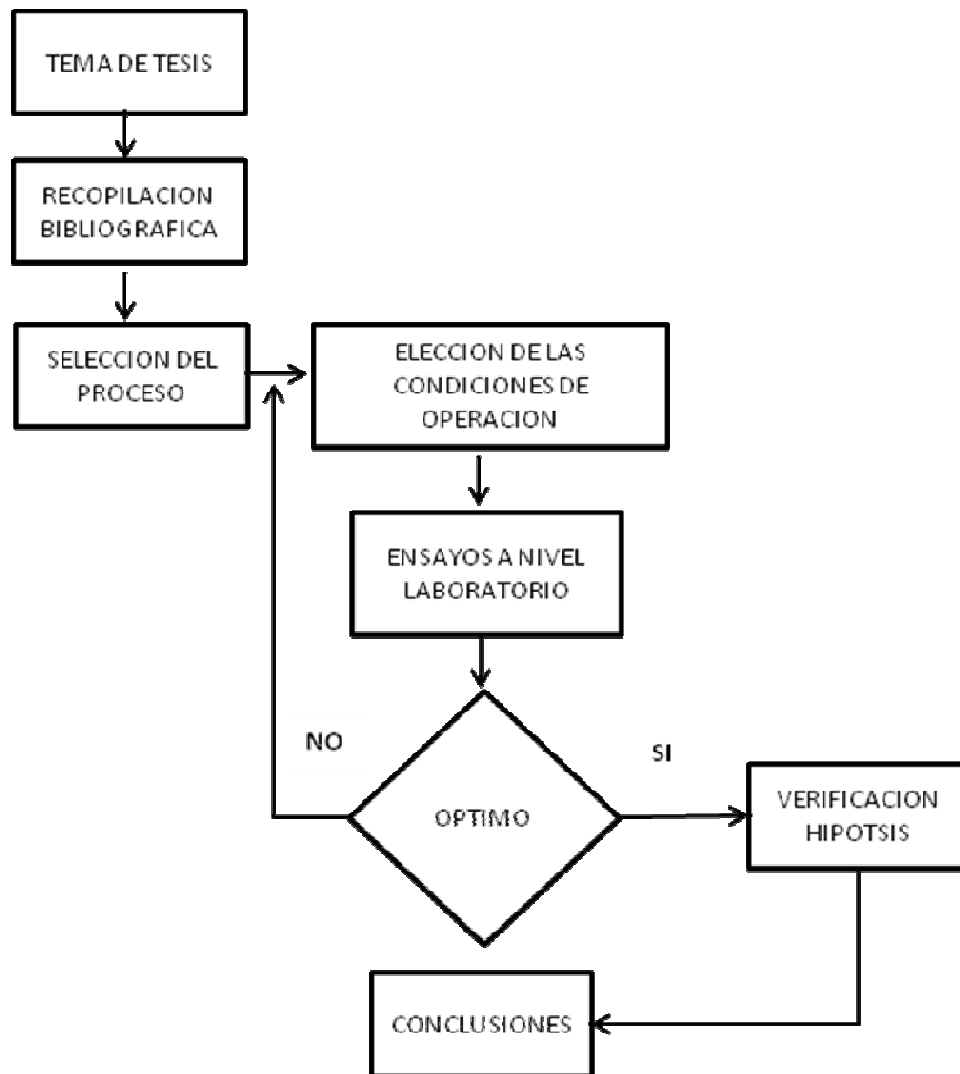 TEMA DE TESIS
RECOPILACION
BIBLIOGRAFICA
SELECCION DEL
PROCESO
ELECCION DE LAS
CONDICIONES DE
OPERACIÓN
ENSAYOS A NIVEL
LABORATORIO
NO
SI
OPTIMO
VERIFICACION
HIPOTSIS
CONCLUSIONES